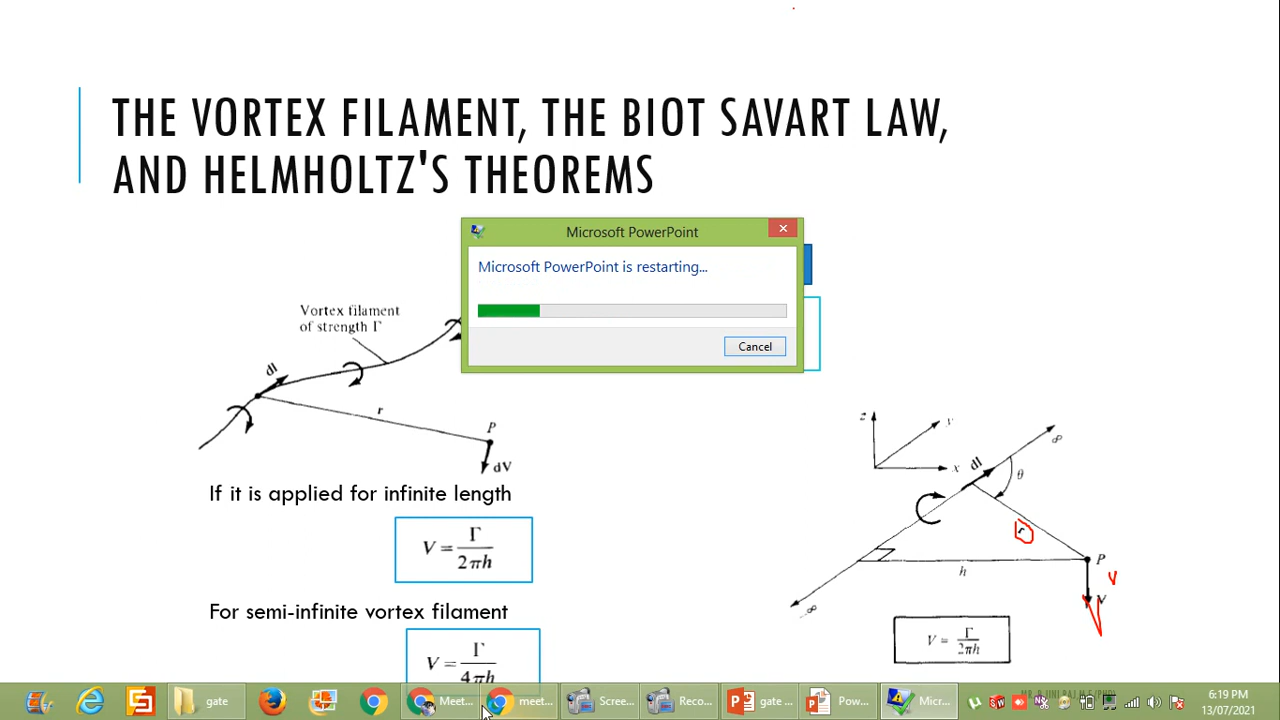 THE VORTEX FILAMENT, THE BIOT SAVART LAW,
AND HELMHOLTZ'S THEOREMS
Microsoft PowerPoint
Microsoft PowerPoint is restarting...
Cancel
Vortex filament
of strength Γ
dl
r
P
dV
If it is applied for infinite length
V = Γ / 2πh
For semi-infinite vortex filament
V = Γ / 4πh
z
y
x
dl
∞
θ
r
P
h
V
V
∞
V = Γ / 2πh
gate
Meet...
meet...
Scree...
Reco...
gate ...
Pow...
Micr...
6:19 PM
13/07/2021